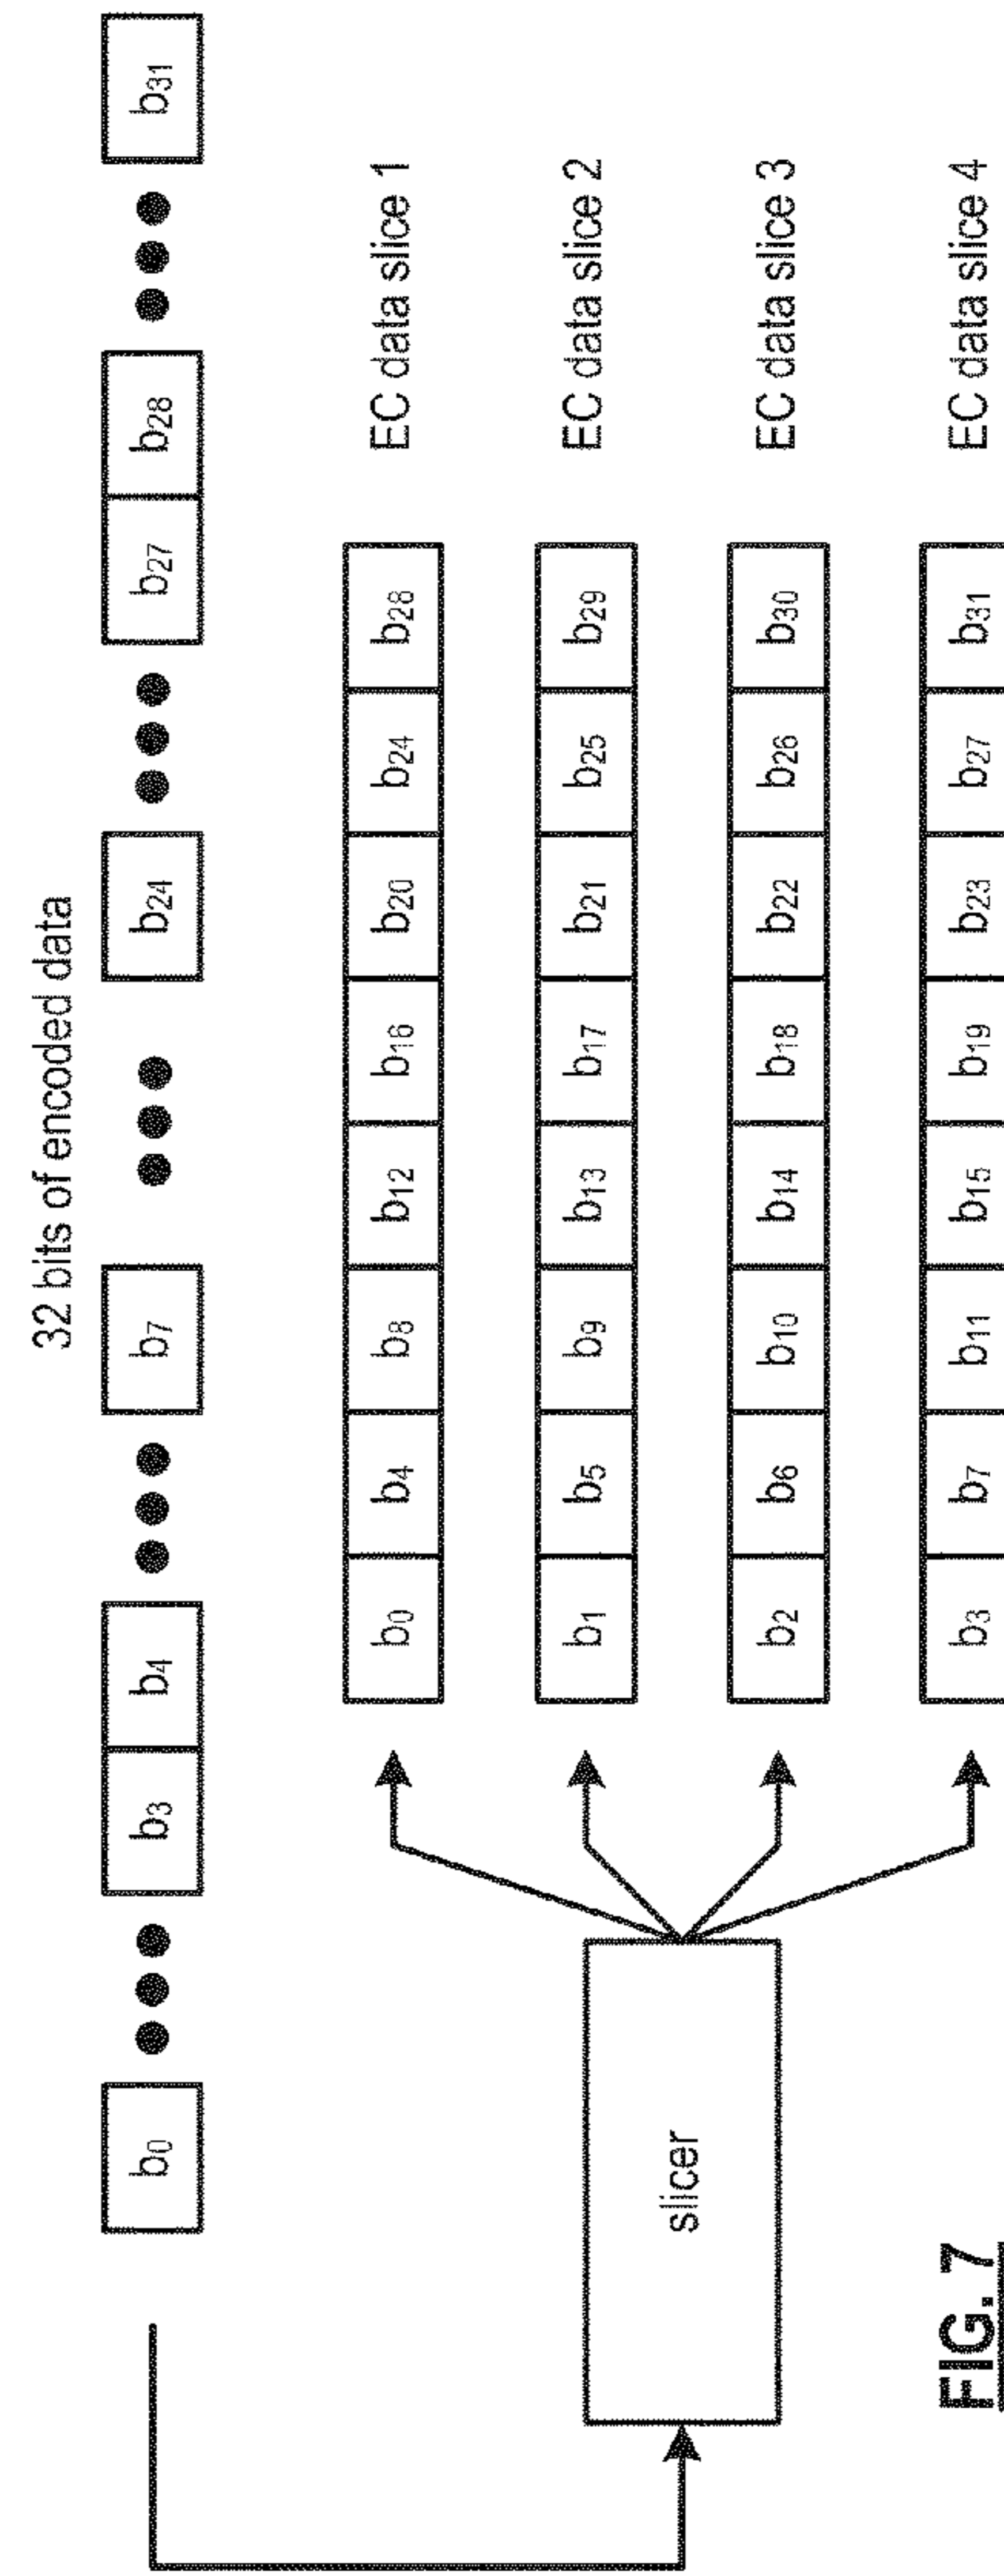 32 bits of encoded data
b0 b3 b4 b7 b24 b27 b28 b31
b0 b4 b8 b12 b16 b20 b24 b28 EC data slice 1
b1 b5 b9 b13 b17 b21 b25 b29 EC data slice 2
slicer
b2 b6 b10 b14 b18 b22 b26 b30 EC data slice 3
b3 b7 b11 b15 b19 b23 b27 b31 EC data slice 4
FIG. 7